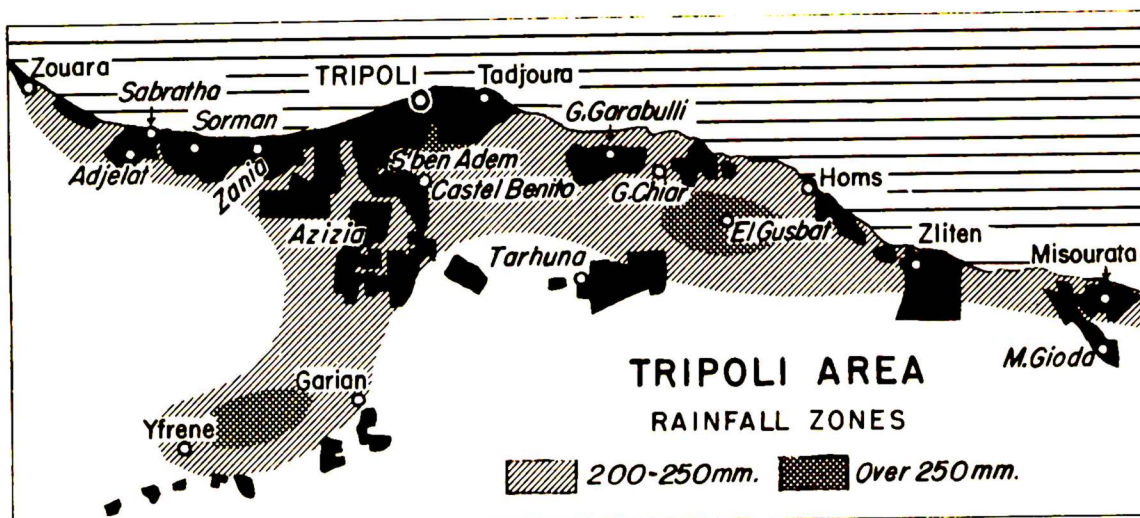 Zouara
Sabratha
Sorman
TRIPOLI
Tadjoura
G.Garabulli
Adjelat
Zania
S'ben Adem
Castel Benito
G.Chiar
Homs
Azizia
El Gusbat
Zliten
Tarhuna
Misourata
M.Gioda
Garian
Yfrene
TRIPOLI AREA
RAINFALL ZONES
200-250mm.
Over 250mm.